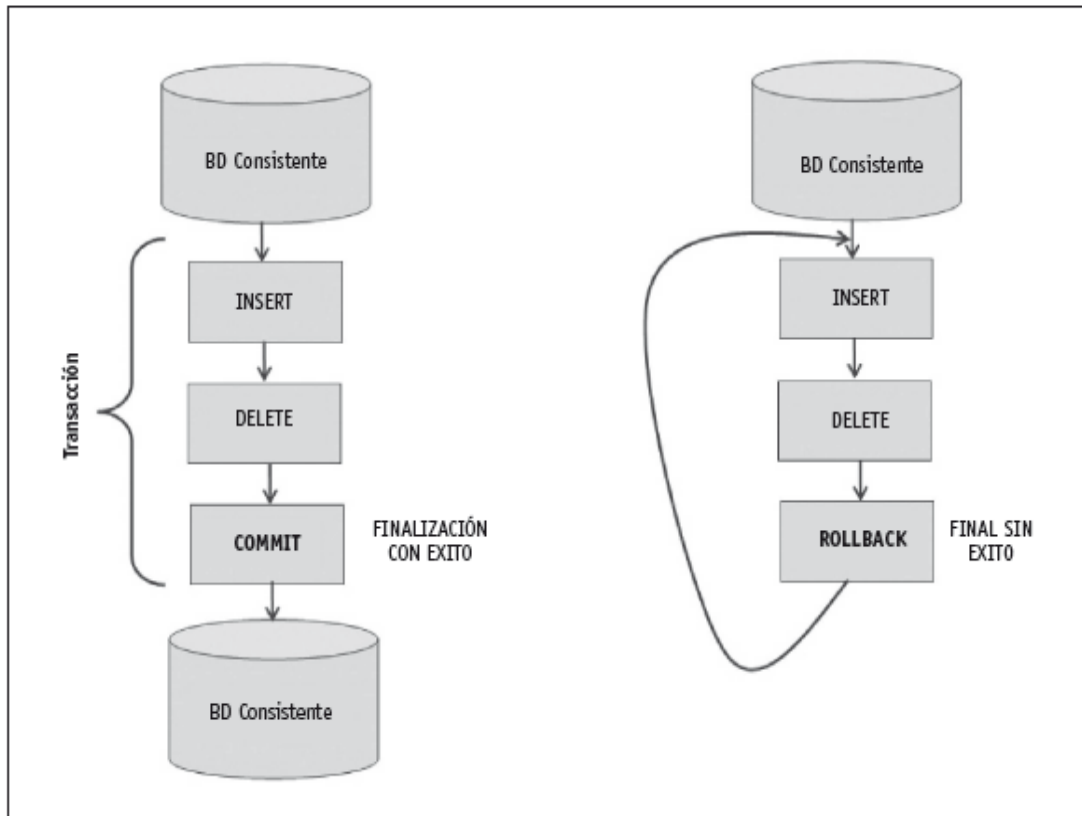 BD Consistente
INSERT
DELETE
COMMIT
FINALIZACIÓN
CON EXITO
BD Consistente
Transacción
BD Consistente
INSERT
DELETE
ROLLBACK
FINAL SIN
EXITO